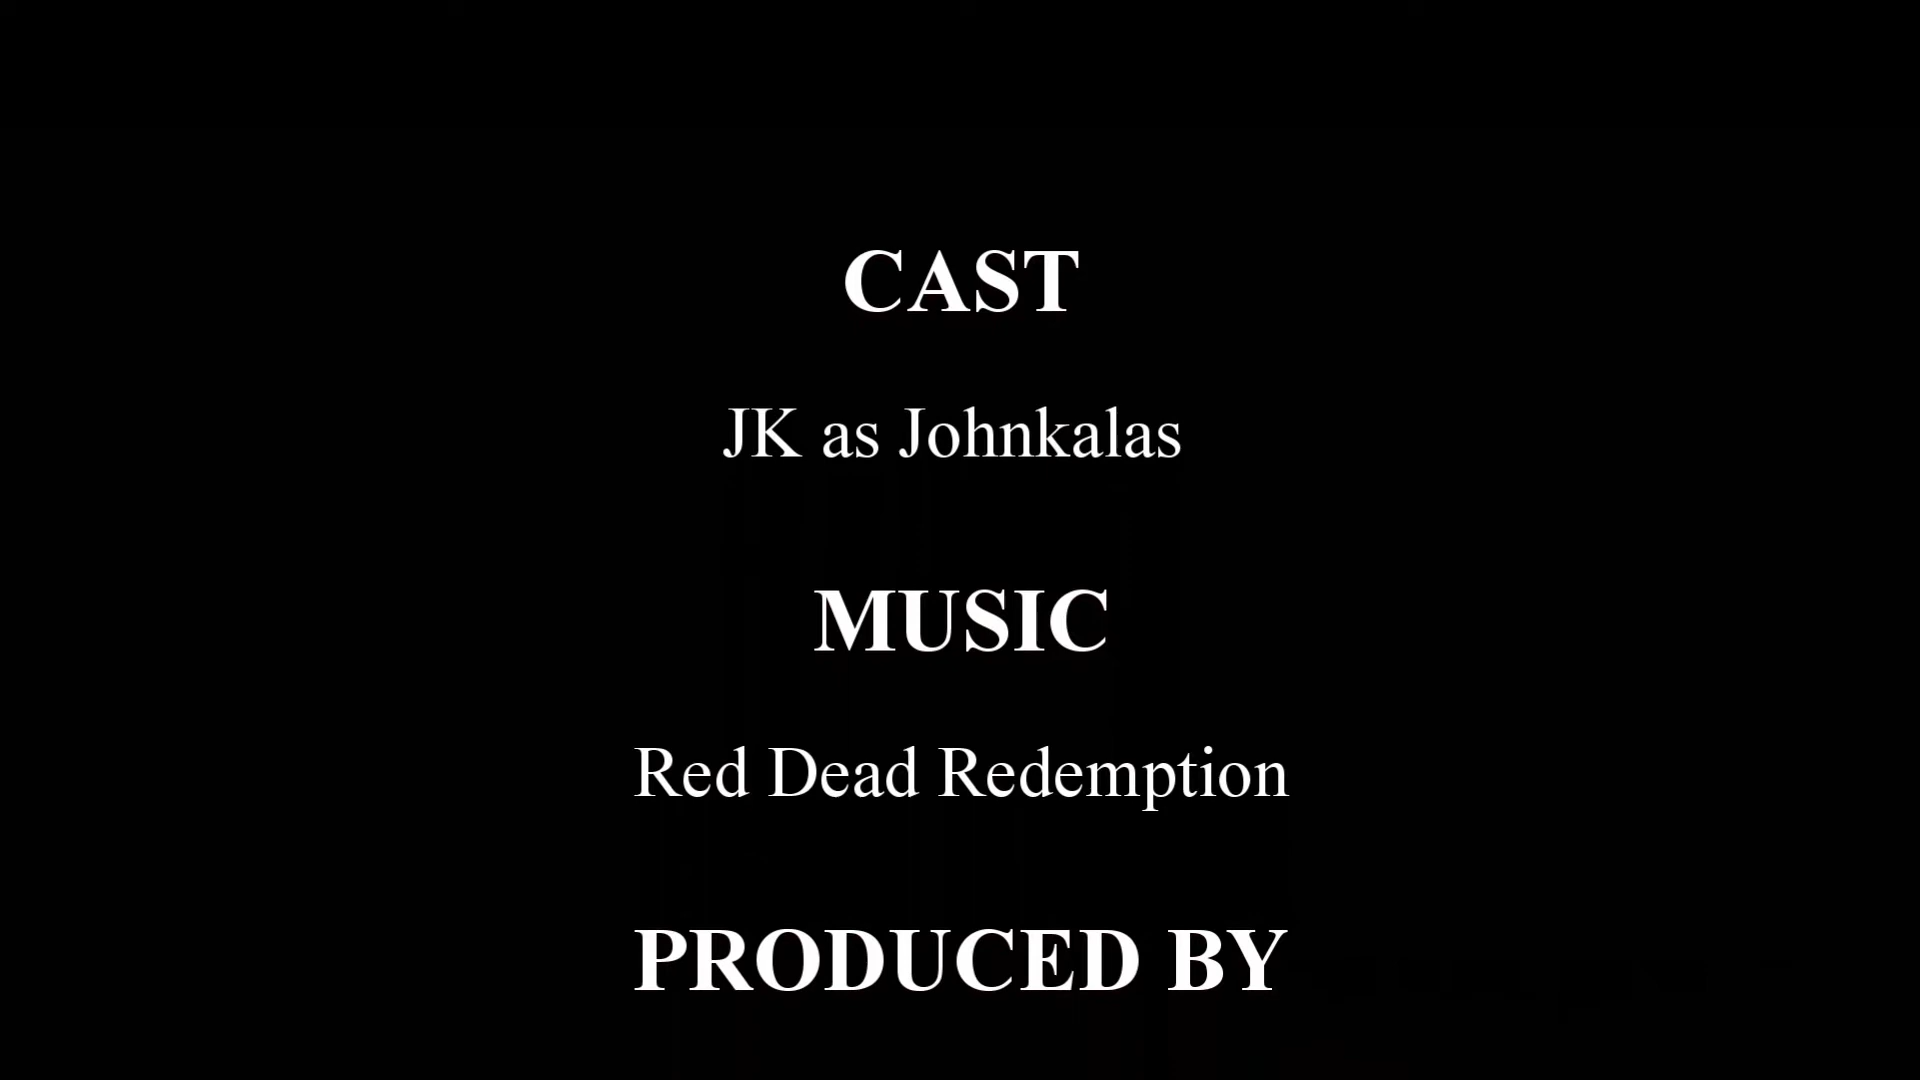 CAST
JK as Johnkalas
MUSIC
Red Dead Redemption
PRODUCED BY